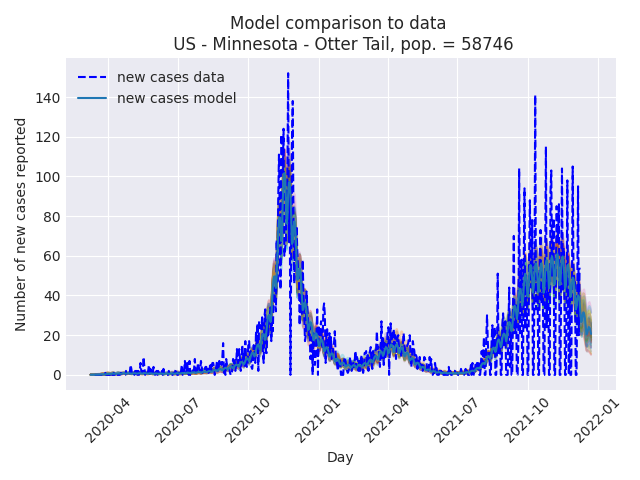 Model comparison to data
US - Minnesota - Otter Tail, pop. = 58746
new cases data
new cases model
Number of new cases reported
140
120
100
80
60
40
20
0
2020-04
2020-07
2020-10
2021-01
2021-04
2021-07
2021-10
2022-01
Day